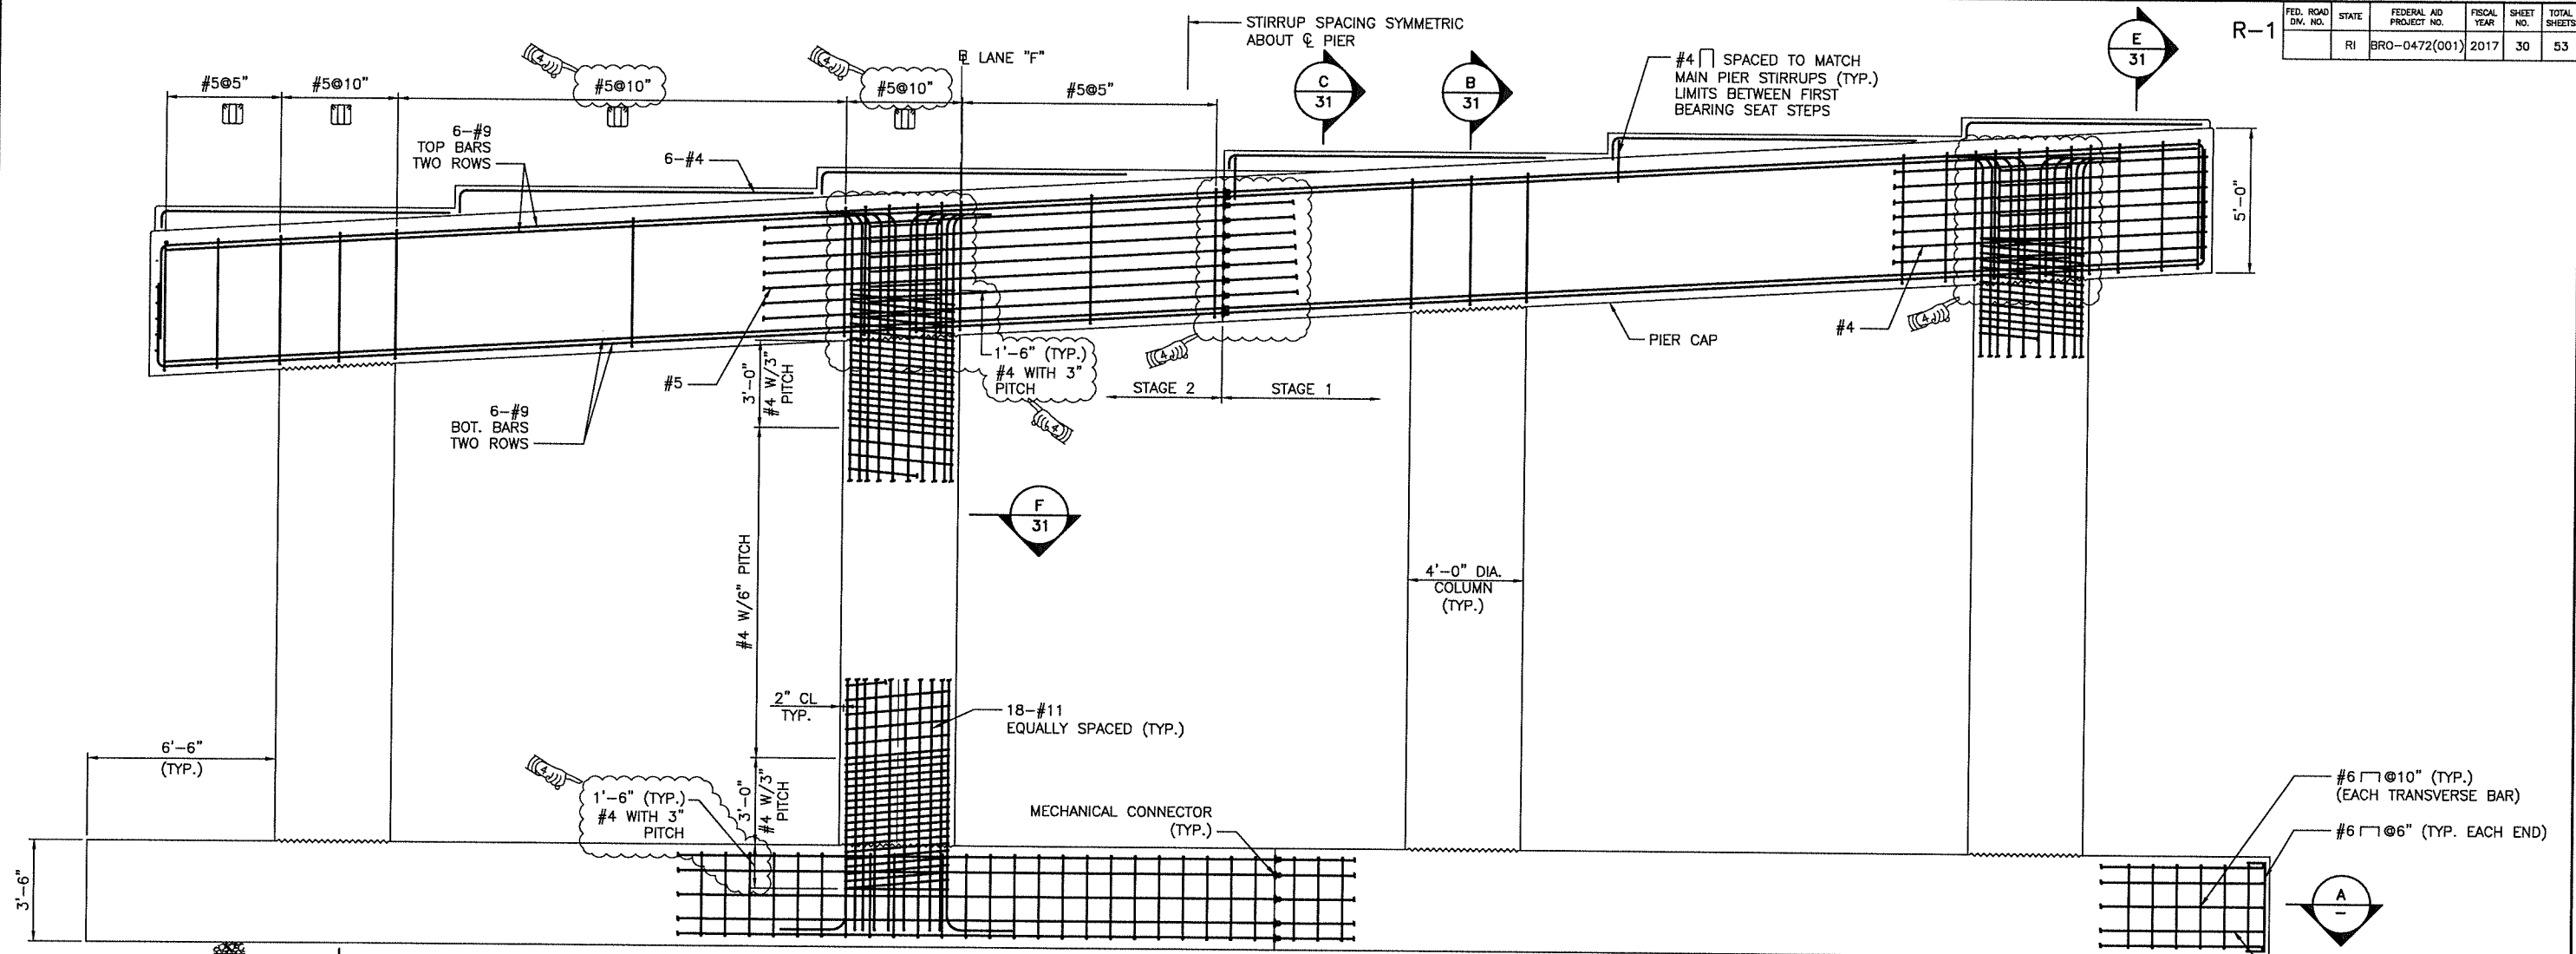 STIRRUP SPACING SYMMETRIC
ABOUT ℄ PIER
R-1
FED. ROAD DIV. NO.
STATE
FEDERAL AID PROJECT NO.
FISCAL YEAR
SHEET NO.
TOTAL SHEETS
RI
BRO-0472(001)
2017
30
53
LANE "F"
4
4
#5@5"
#5@10"
#5@10"
#5@10"
#5@5"
C
31
B
31
E
31
#4 SPACED TO MATCH
MAIN PIER STIRRUPS (TYP.)
LIMITS BETWEEN FIRST
BEARING SEAT STEPS
6-#9
TOP BARS
TWO ROWS
6-#4
5'-0"
#4
4
PIER CAP
#5
3'-0"
#4 W/3"
PITCH
1'-6" (TYP.)
#4 WITH 3"
PITCH
4
4
STAGE 2
STAGE 1
6-#9
BOT. BARS
TWO ROWS
F
31
#4 W/6" PITCH
4'-0" DIA.
COLUMN
(TYP.)
2" CL
TYP.
18-#11
EQUALLY SPACED (TYP.)
6'-6"
(TYP.)
4
1'-6" (TYP.)
#4 WITH 3"
PITCH
3'-0"
#4 W/3"
PITCH
MECHANICAL CONNECTOR
(TYP.)
#6 @10" (TYP.)
(EACH TRANSVERSE BAR)
#6 @6" (TYP. EACH END)
3'-6"
A
-